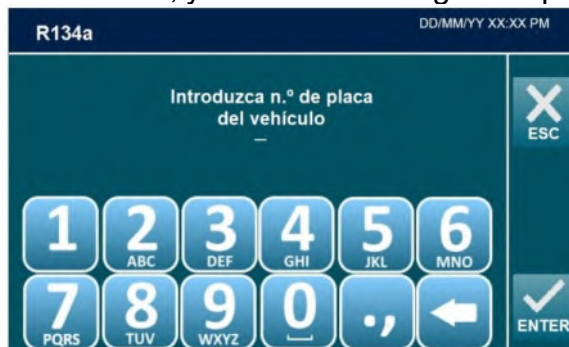 R134a
DD/MM/YY XX:XX PM
Introduzca n.º de placa
del vehículo
_
ESC
1 2 3 4 5 6
ABC DEF GHI JKL MNO
7 8 9 0 .,
PQRS TUV WXYZ
ENTER